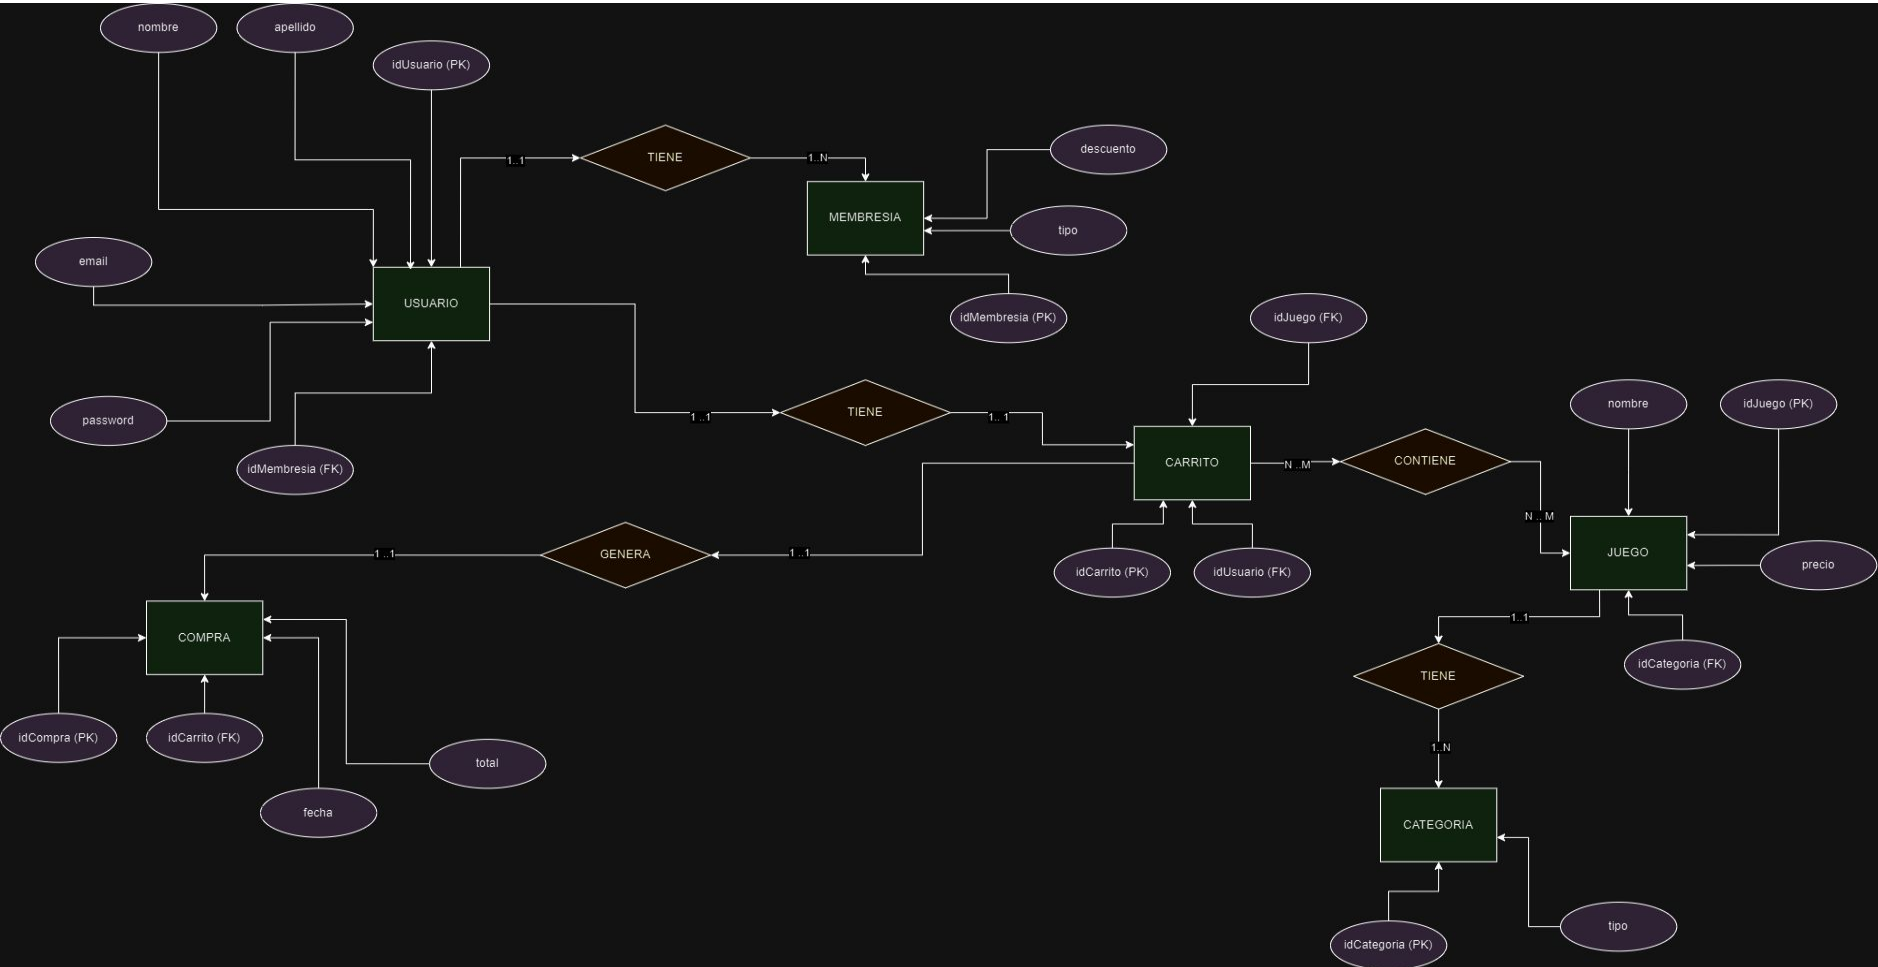 nombre
apellido
idUsuario (PK)
TIENE
1..1
1..N
descuento
MEMBRESIA
tipo
email
USUARIO
idMembresia (PK)
idJuego (FK)
password
idMembresia (FK)
TIENE
1 ..1
1..1
nombre
idJuego (PK)
CARRITO
N ..M
CONTIENE
N .. M
JUEGO
precio
GENERA
1 ..1
1 ..1
idCarrito (PK)
idUsuario (FK)
1..1
COMPRA
idCategoria (FK)
TIENE
idCompra (PK)
idCarrito (FK)
1..N
total
fecha
CATEGORIA
idCategoria (PK)
tipo